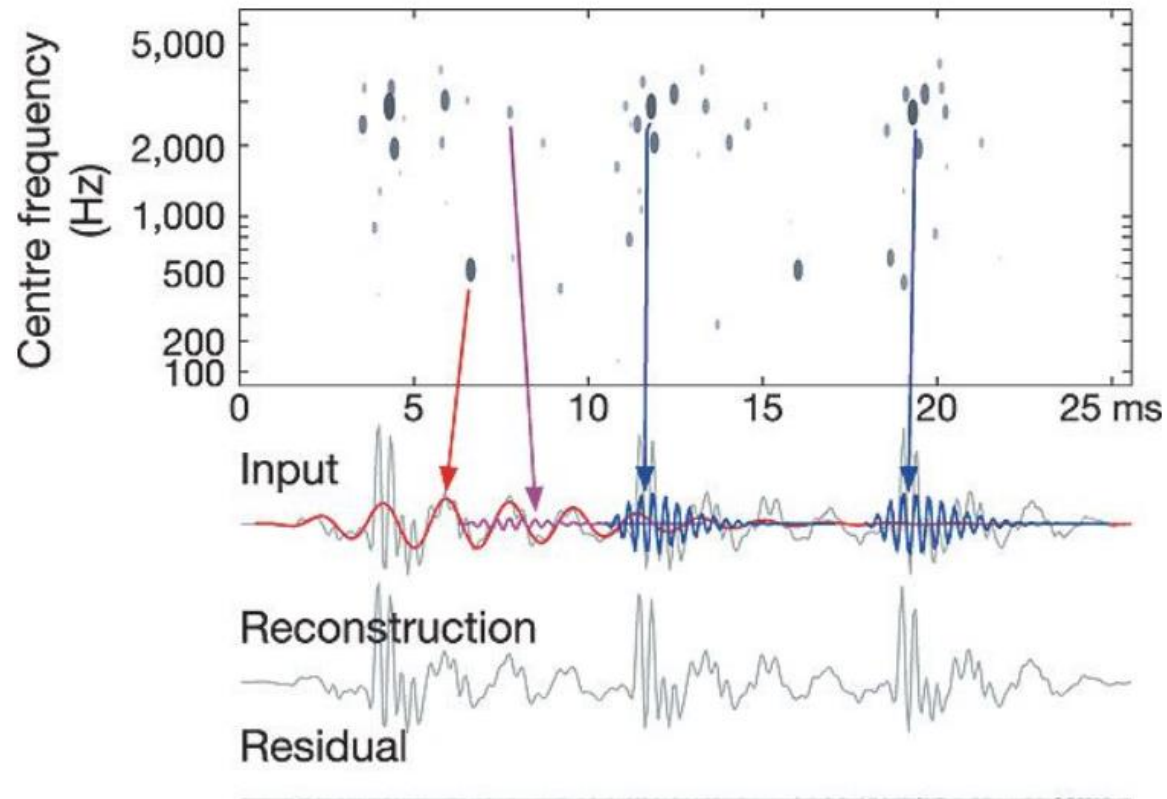 Centre frequency
(Hz)
5,000
2,000
1,000
500
200
100
0 5 10 15 20 25 ms
Input
Reconstruction
Residual